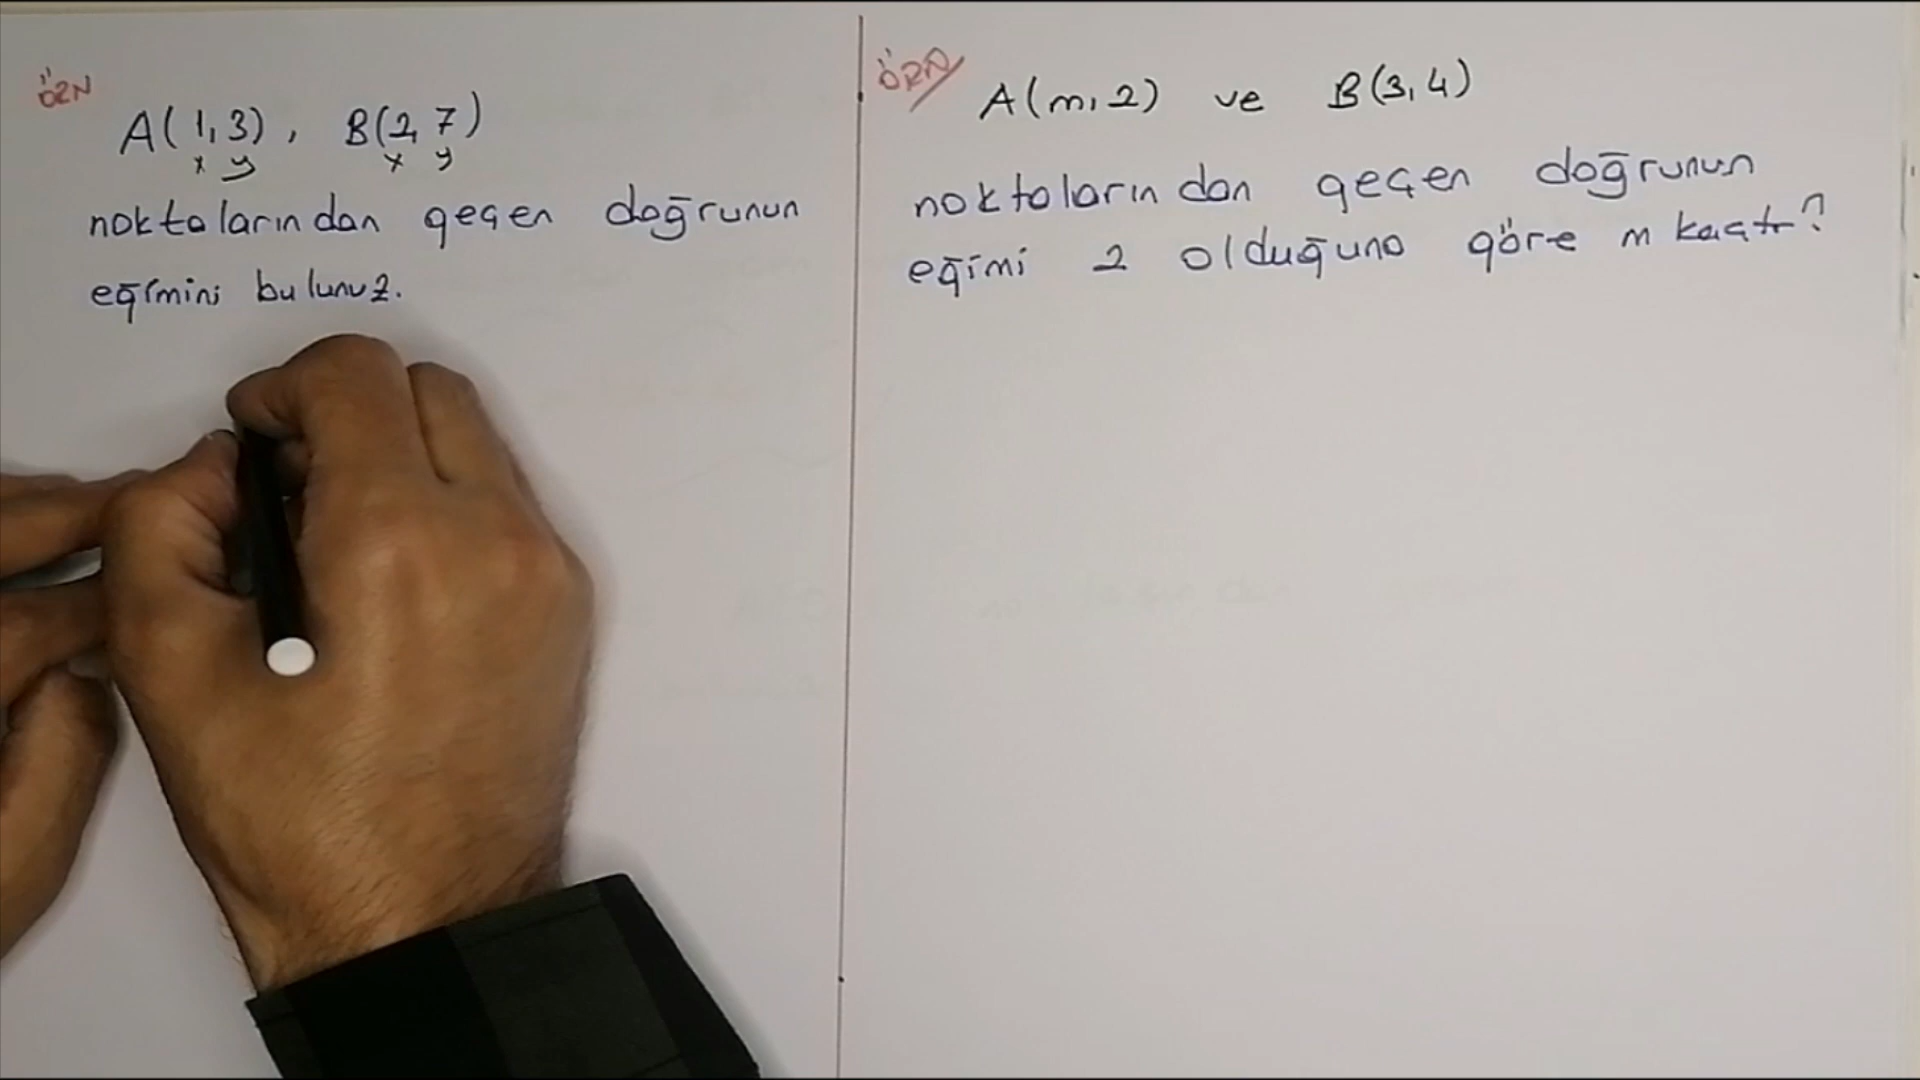 ÖRN
A(1,3), B(2,7)
x y x y
noktalarından geçen doğrunun
eğimini bulunuz.
ÖRN
A(m,2) ve B(3,4)
noktalarından geçen doğrunun
eğimi 2 olduğuna göre m kaçtır?